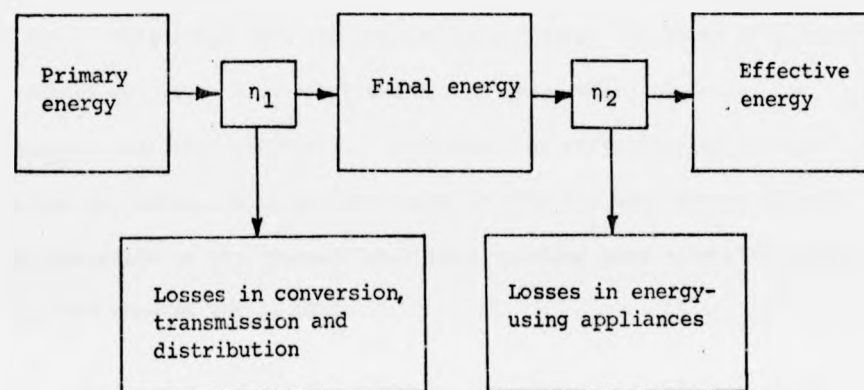 Primary
energy
η1
Final energy
η2
Effective
energy
Losses in conversion,
transmission and
distribution
Losses in energy-
using appliances